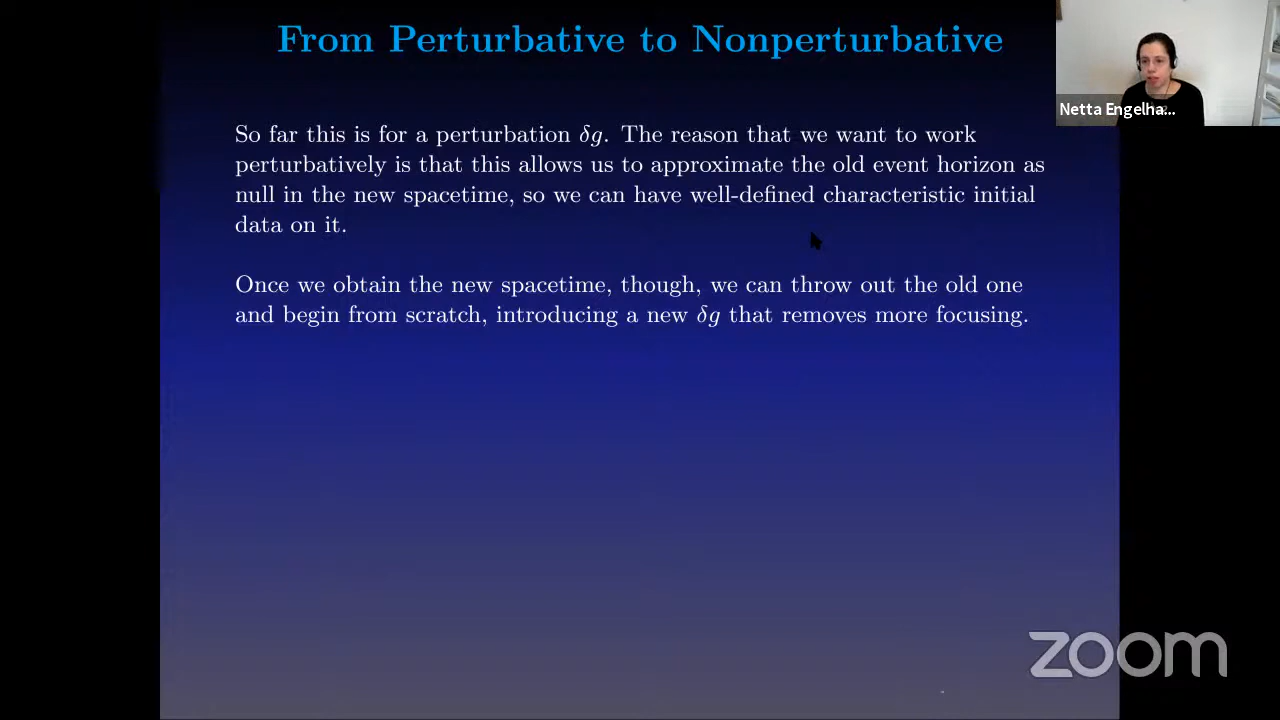 From Perturbative to Nonperturbative
Netta Engelha...
So far this is for a perturbation δg. The reason that we want to work
perturbatively is that this allows us to approximate the old event horizon as
null in the new spacetime, so we can have well-defined characteristic initial
data on it.
Once we obtain the new spacetime, though, we can throw out the old one
and begin from scratch, introducing a new δg that removes more focusing.
zoom